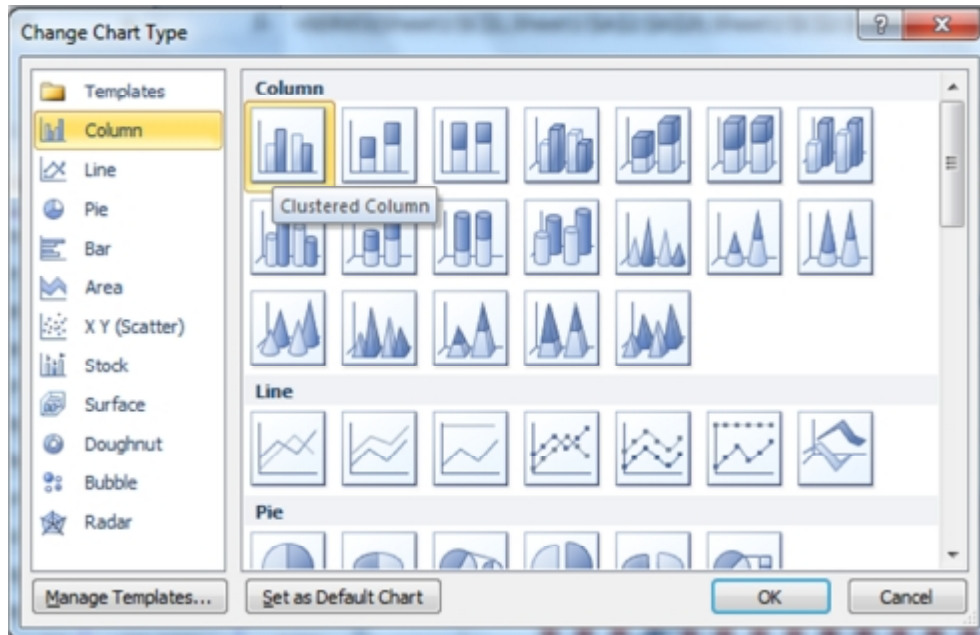 Change Chart Type
Templates
Column
Line
Pie
Bar
Area
X Y (Scatter)
Stock
Surface
Doughnut
Bubble
Radar
Column
Clustered Column
Line
Pie
Manage Templates...
Set as Default Chart
OK
Cancel